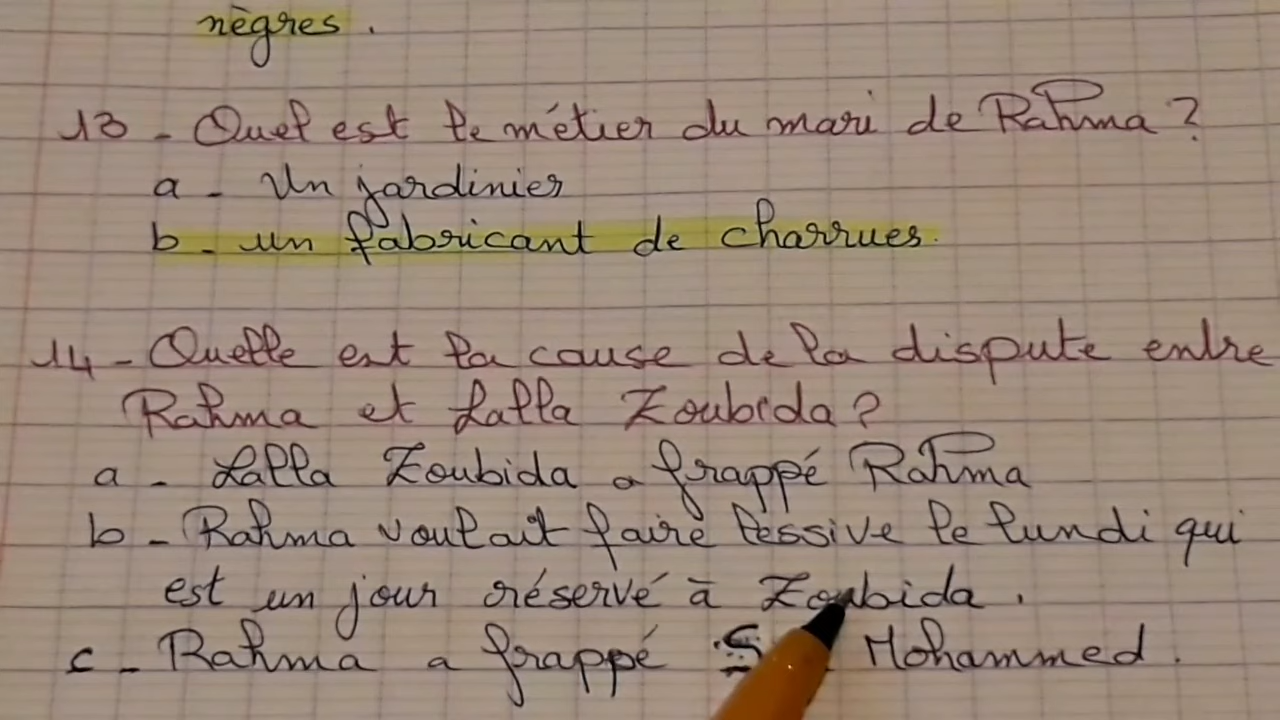 nègres.
13 - Quel est le métier du mari de Rahma ?
a - Un jardinier
b - un fabricant de charrues.
14 - Quelle est la cause de la dispute entre
Rahma et Lalla Zoubida ?
a - Lalla Zoubida a frappé Rahma
b - Rahma voulait faire lessive le lundi qui
est un jour réservé à Zoubida.
c - Rahma a frappé Mohammed.